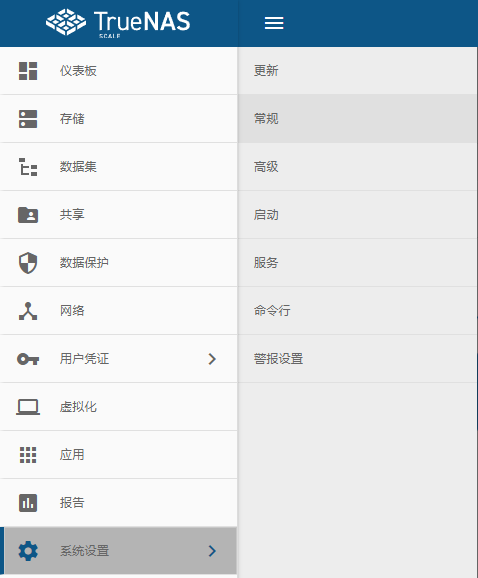 TrueNAS
SCALE
仪表板
存储
数据集
共享
数据保护
网络
用户凭证
虚拟化
应用
报告
系统设置
更新
常规
高级
启动
服务
命令行
警报设置